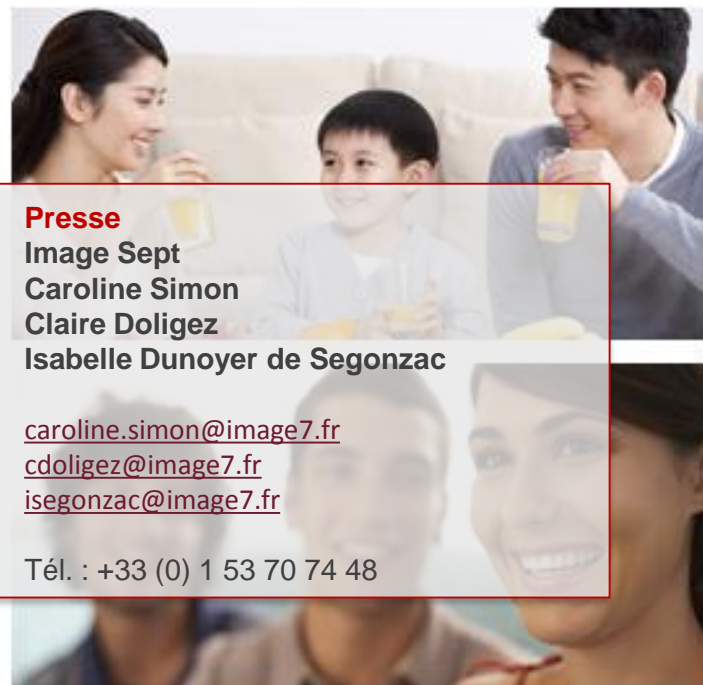 Presse
Image Sept
Caroline Simon
Claire Doligez
Isabelle Dunoyer de Segonzac
caroline.simon@image7.fr
cdoligez@image7.fr
isegonzac@image7.fr
Tél. : +33 (0) 1 53 70 74 48